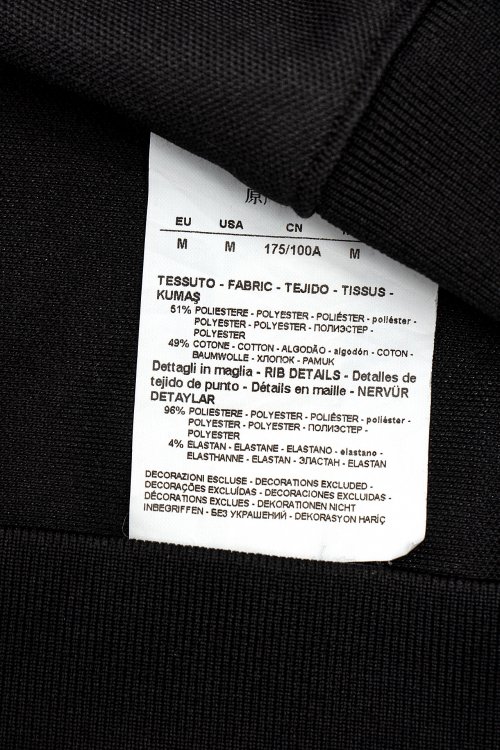 EU USA CN
M M 175/100A M
TESSUTO - FABRIC - TEJIDO - TISSUS -
KUMAŞ
51% POLIESTERE - POLYESTER - POLIÉSTER - poliéster -
POLYESTER - POLYESTER - ПОЛИЭСТЕР -
POLYESTER
49% COTONE - COTTON - ALGODÃO - algodón - COTON -
BAUMWOLLE - ХЛОПОК - PAMUK
Dettagli in maglia - RIB DETAILS - Detalles de
tejido de punto - Détails en maille - NERVÜR
DETAYLAR
96% POLIESTERE - POLYESTER - POLIÉSTER - poliéster -
POLYESTER - POLYESTER - ПОЛИЭСТЕР -
POLYESTER
4% ELASTAN - ELASTANE - ELASTANO - elastano -
ELASTHANNE - ELASTAN - ЭЛАСТАН - ELASTAN
DECORAZIONI ESCLUSE - DECORATIONS EXCLUDED -
DECORAÇÕES EXCLUÍDAS - DECORACIONES EXCLUIDAS -
DÉCORATIONS EXCLUES - DEKORATIONEN NICHT
INBEGRIFFEN - БЕЗ УКРАШЕНИЙ - DEKORASYON HARİÇ